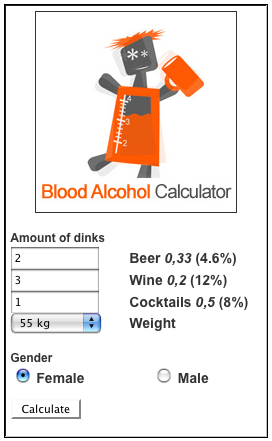 4
3
2
Blood Alcohol Calculator
Amount of dinks
2 Beer 0,33 (4.6%)
3 Wine 0,2 (12%)
1 Cocktails 0,5 (8%)
55 kg Weight
Gender
Female Male
Calculate